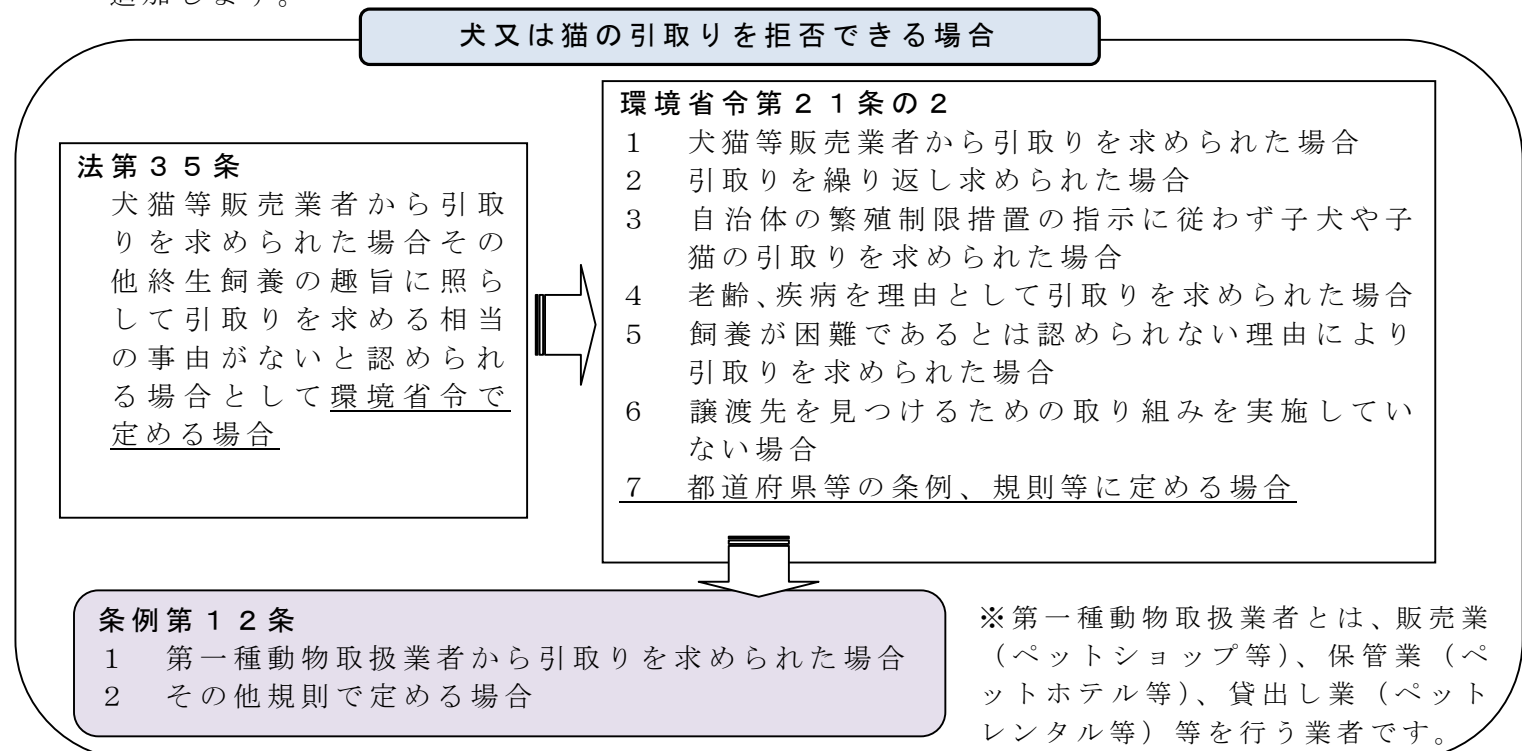 追加します。
犬又は猫の引取りを拒否できる場合
法第３５条
犬猫等販売業者から引取
りを求められた場合その
他終生飼養の趣旨に照ら
して引取りを求める相当
の事由がないと認められ
る場合として環境省令で
定める場合
環境省令第２１条の２
１　犬猫等販売業者から引取りを求められた場合
２　引取りを繰り返し求められた場合
３　自治体の繁殖制限措置の指示に従わず子犬や子
猫の引取りを求められた場合
４　老齢、疾病を理由として引取りを求められた場合
５　飼養が困難であるとは認められない理由により
引取りを求められた場合
６　譲渡先を見つけるための取り組みを実施してい
ない場合
７　都道府県等の条例、規則等に定める場合
条例第１２条
１　第一種動物取扱業者から引取りを求められた場合
２　その他規則で定める場合
※第一種動物取扱業者とは、販売業
（ペットショップ等）、保管業（ペ
ットホテル等）、貸出し業（ペット
レンタル等）等を行う業者です。